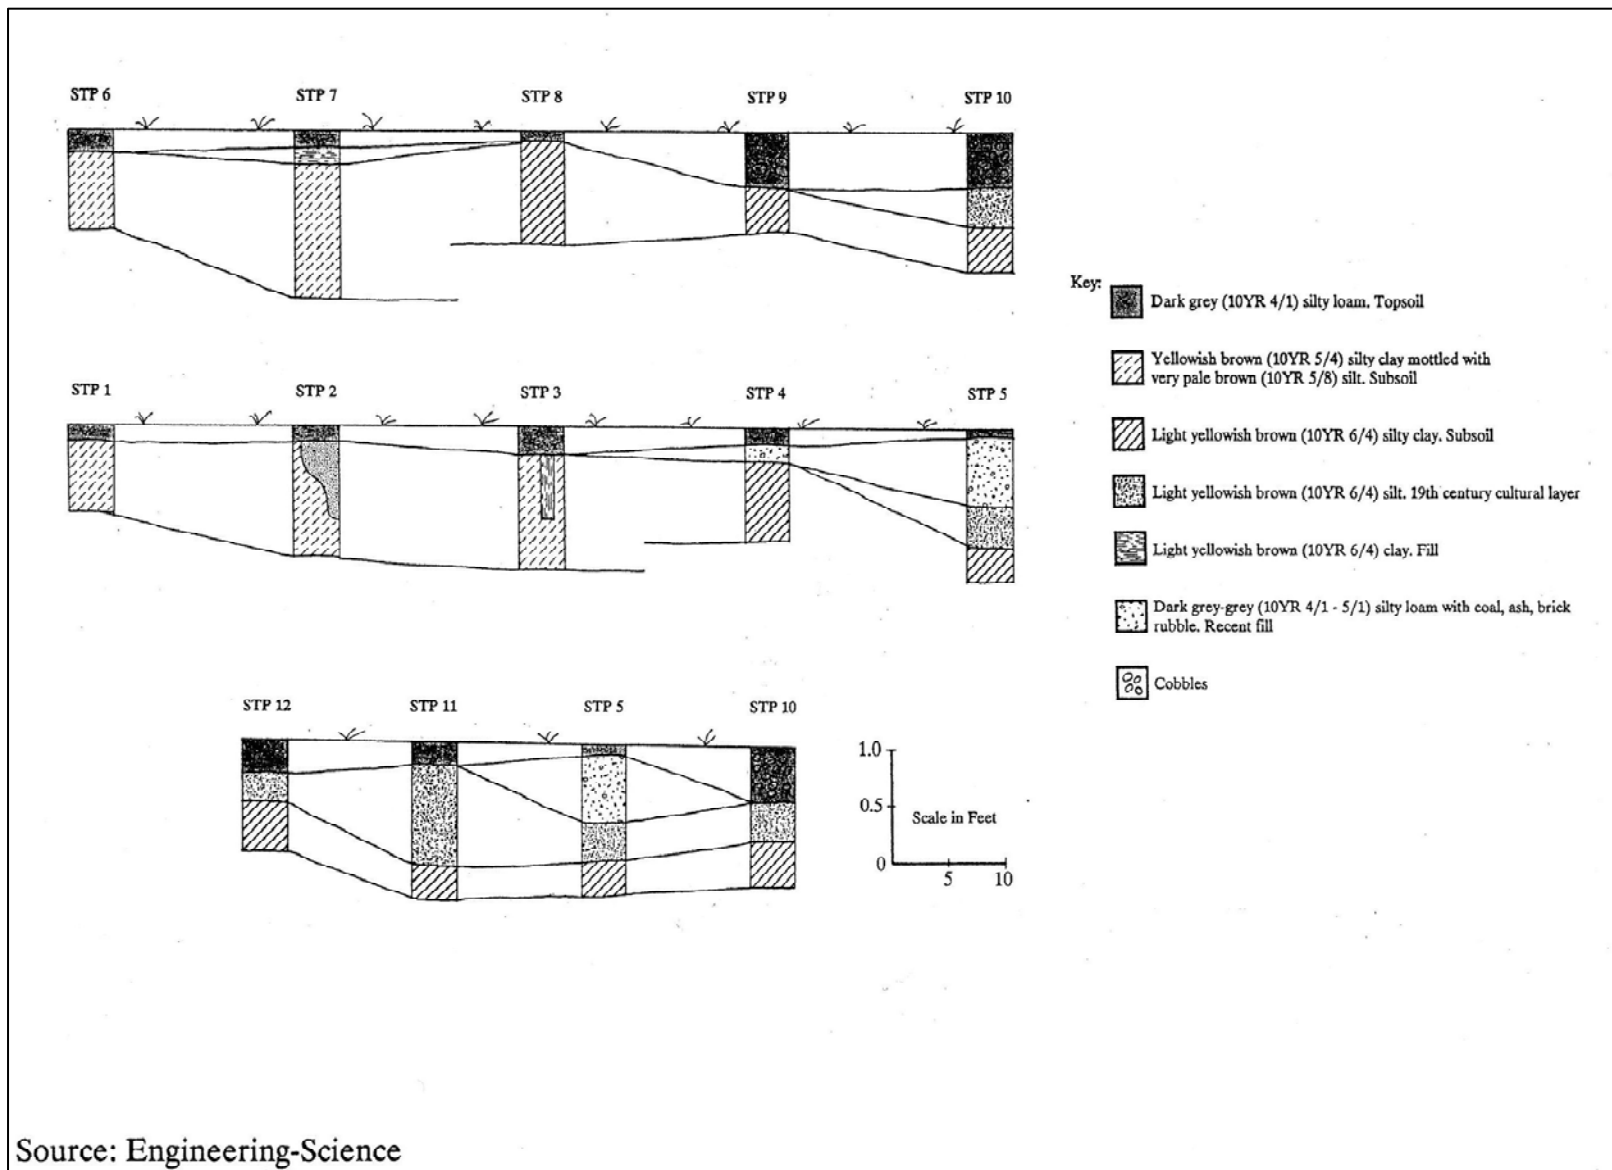 STP 6 STP 7 STP 8 STP 9 STP 10
STP 1 STP 2 STP 3 STP 4 STP 5
STP 12 STP 11 STP 5 STP 10
1.0
0.5
0
5 10
Scale in Feet
Key:
Dark grey (10YR 4/1) silty loam. Topsoil
Yellowish brown (10YR 5/4) silty clay mottled with
very pale brown (10YR 5/8) silt. Subsoil
Light yellowish brown (10YR 6/4) silty clay. Subsoil
Light yellowish brown (10YR 6/4) silt. 19th century cultural layer
Light yellowish brown (10YR 6/4) clay. Fill
Dark grey-grey (10YR 4/1 - 5/1) silty loam with coal, ash, brick
rubble. Recent fill
Cobbles
Source: Engineering-Science